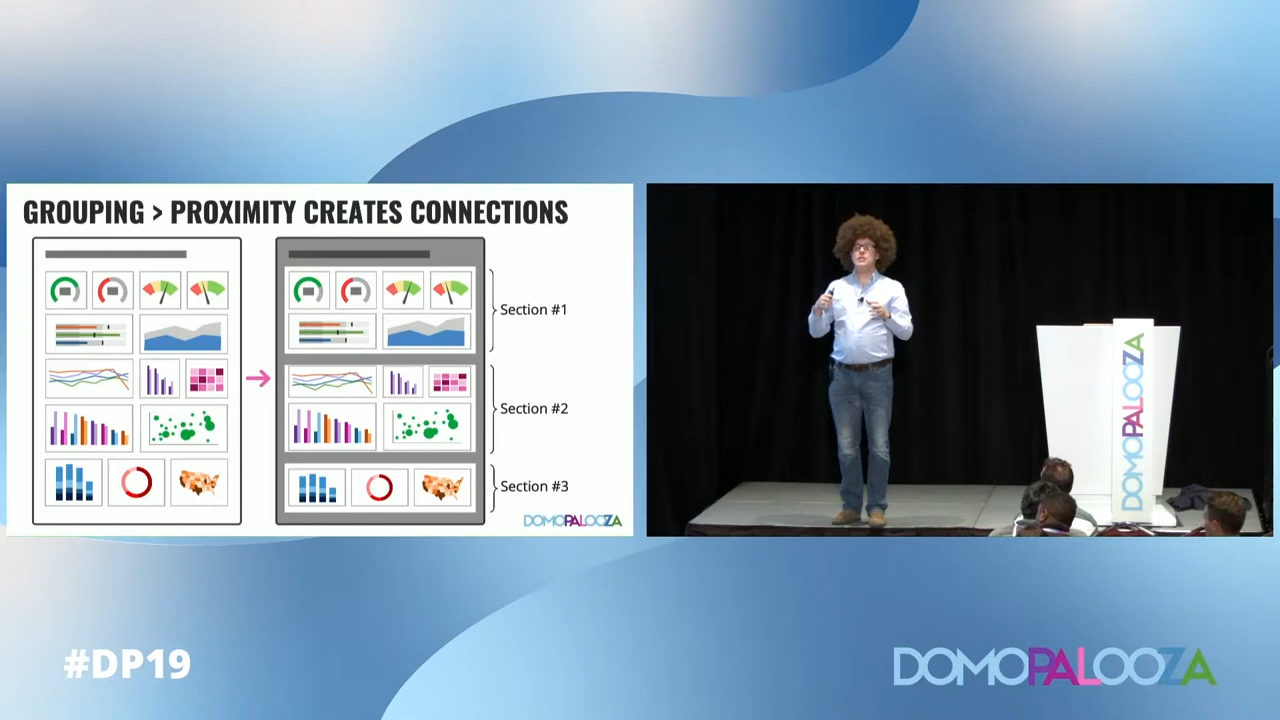 GROUPING > PROXIMITY CREATES CONNECTIONS
Section #1
Section #2
Section #3
DOMOPALOOZA
DOMOPALOOZA
#DP19
DOMOPALOOZA